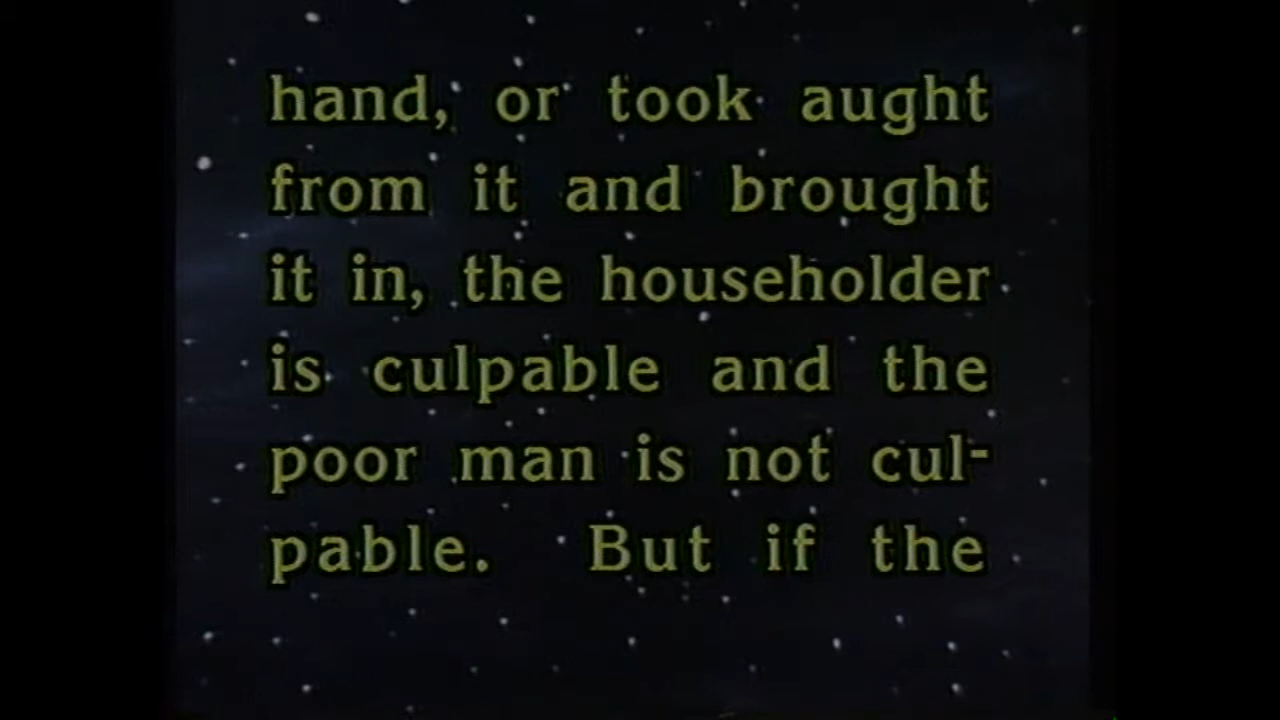 hand, or took aught
from it and brought
it in, the householder
is culpable and the
poor man is not cul-
pable. But if the